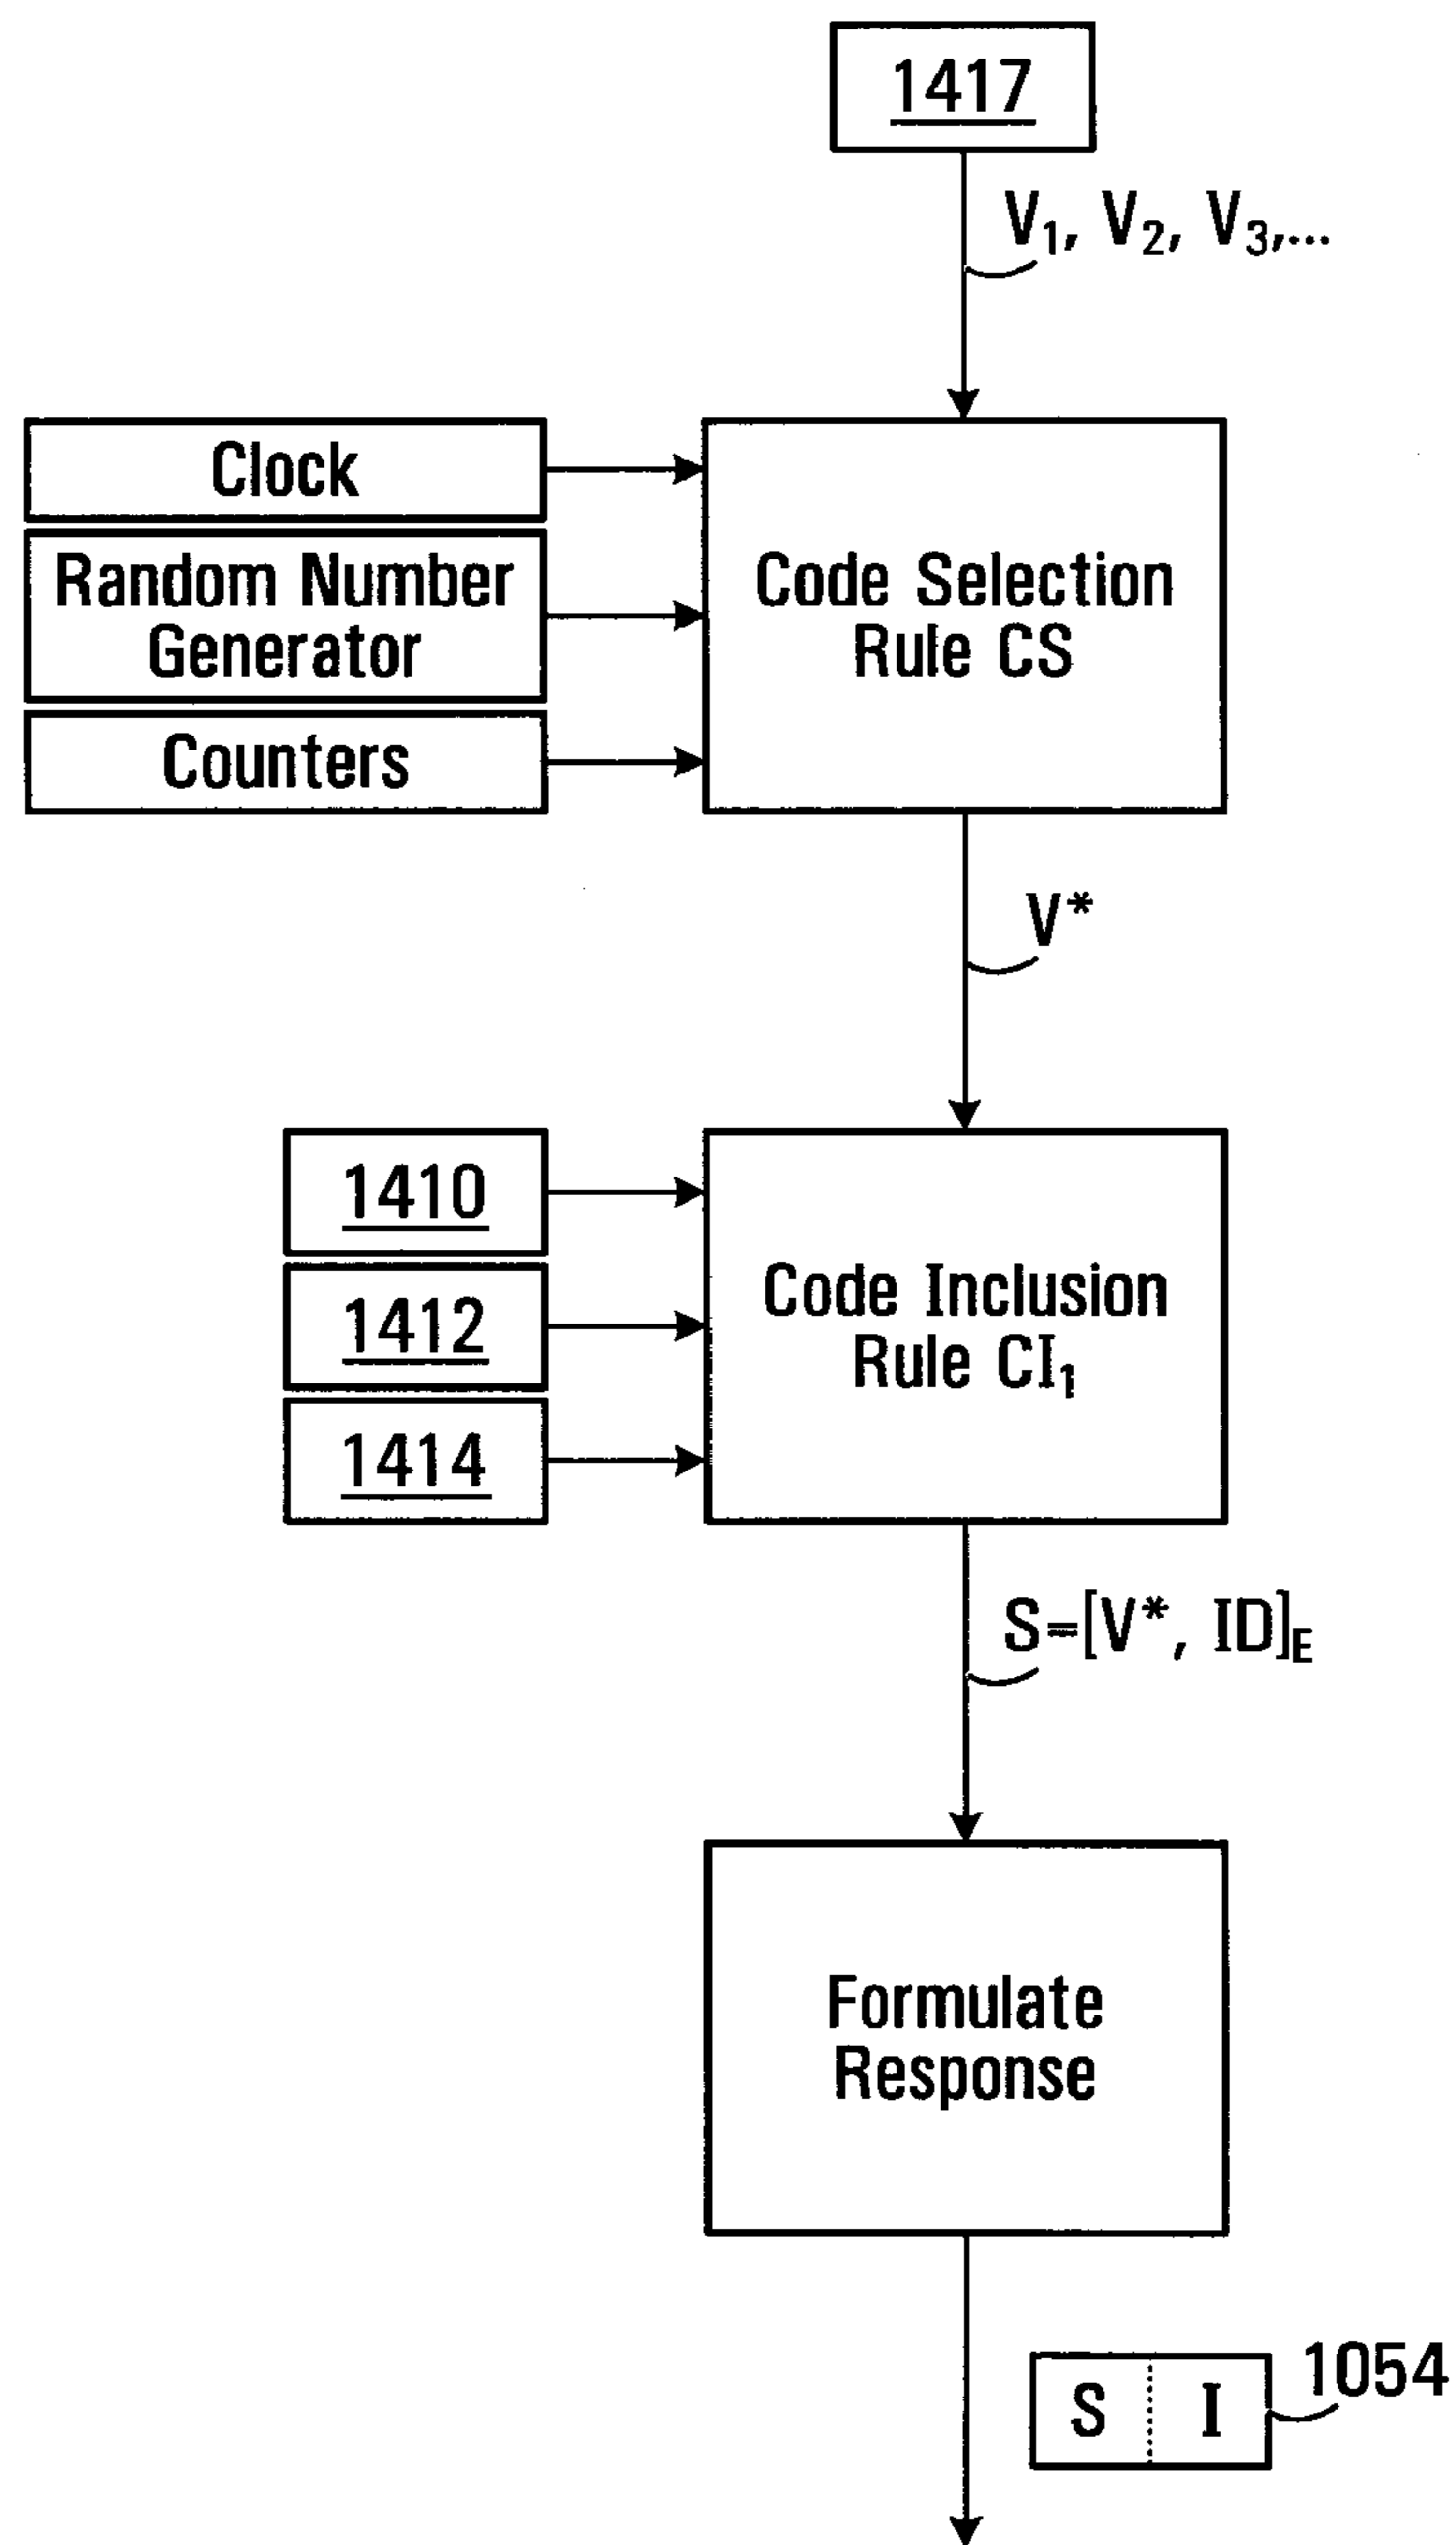 1417
V₁, V₂, V₃,...
Clock
Random Number
Generator
Counters
Code Selection
Rule CS
V*
1410
1412
1414
Code Inclusion
Rule CI₁
S=[V*, ID]E
Formulate
Response
S I
1054